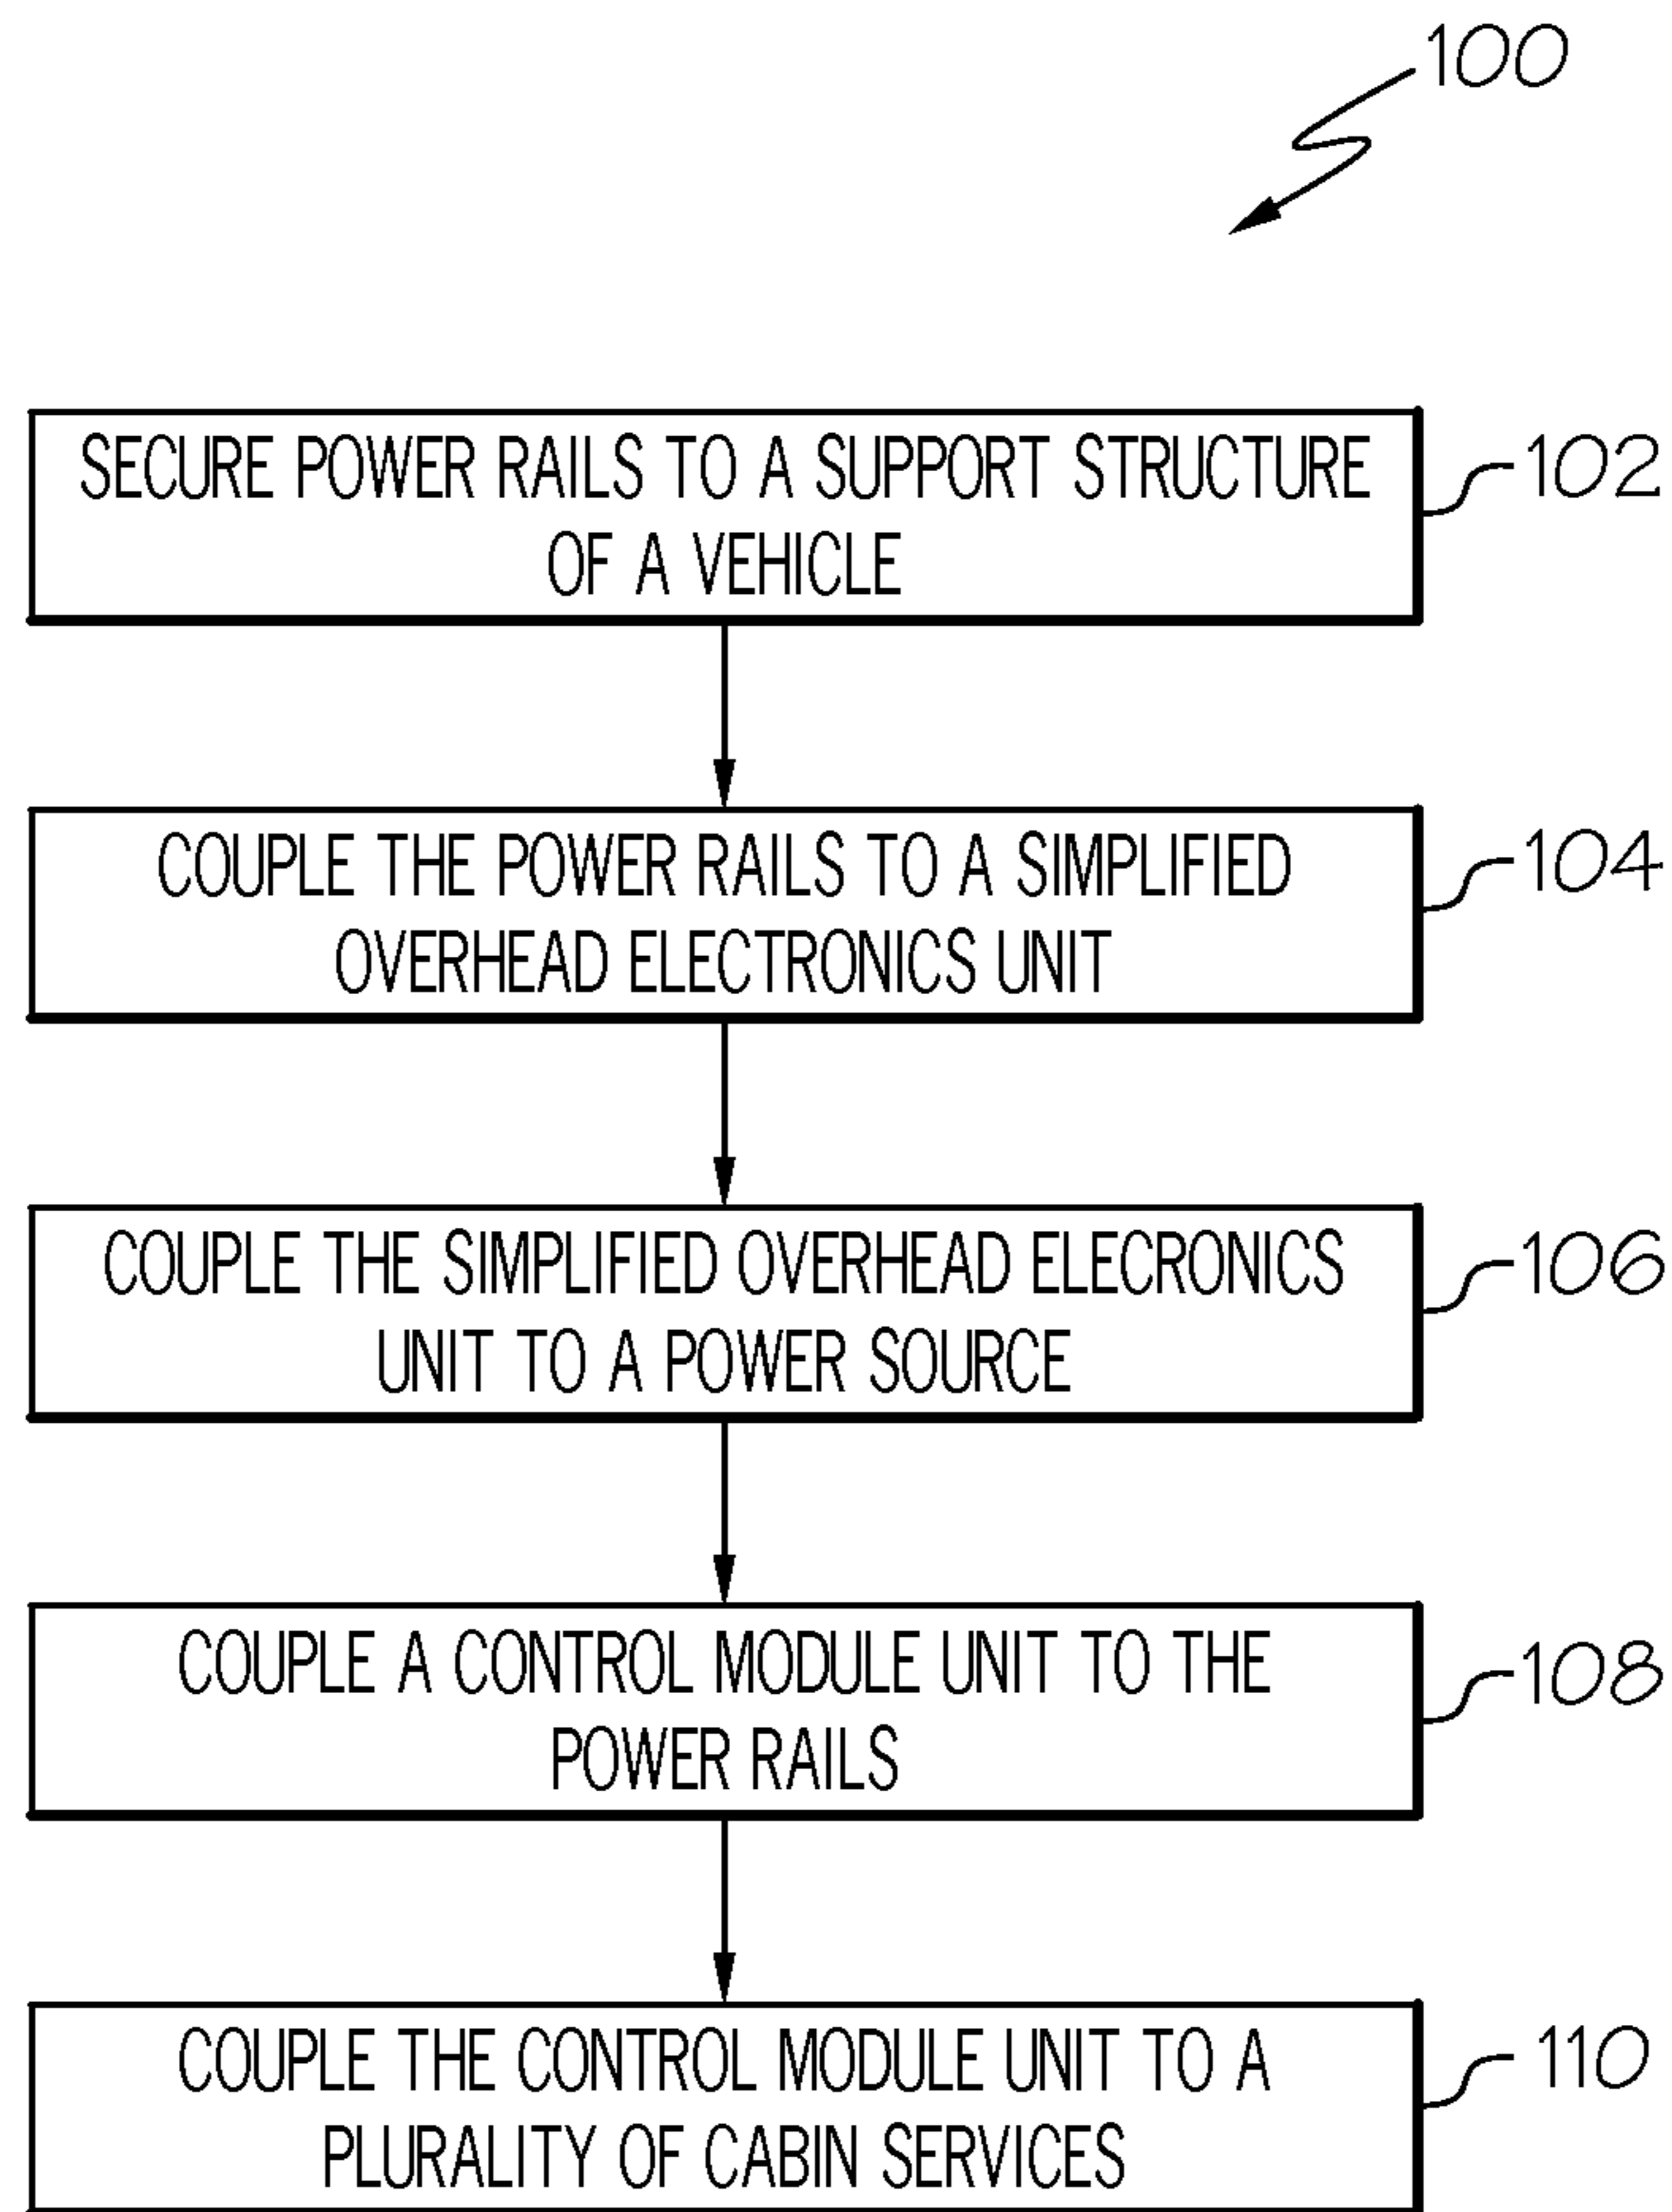 100
SECURE POWER RAILS TO A SUPPORT STRUCTURE
OF A VEHICLE
102
COUPLE THE POWER RAILS TO A SIMPLIFIED
OVERHEAD ELECTRONICS UNIT
104
COUPLE THE SIMPLIFIED OVERHEAD ELECRONICS
UNIT TO A POWER SOURCE
106
COUPLE A CONTROL MODULE UNIT TO THE
POWER RAILS
108
COUPLE THE CONTROL MODULE UNIT TO A
PLURALITY OF CABIN SERVICES
110